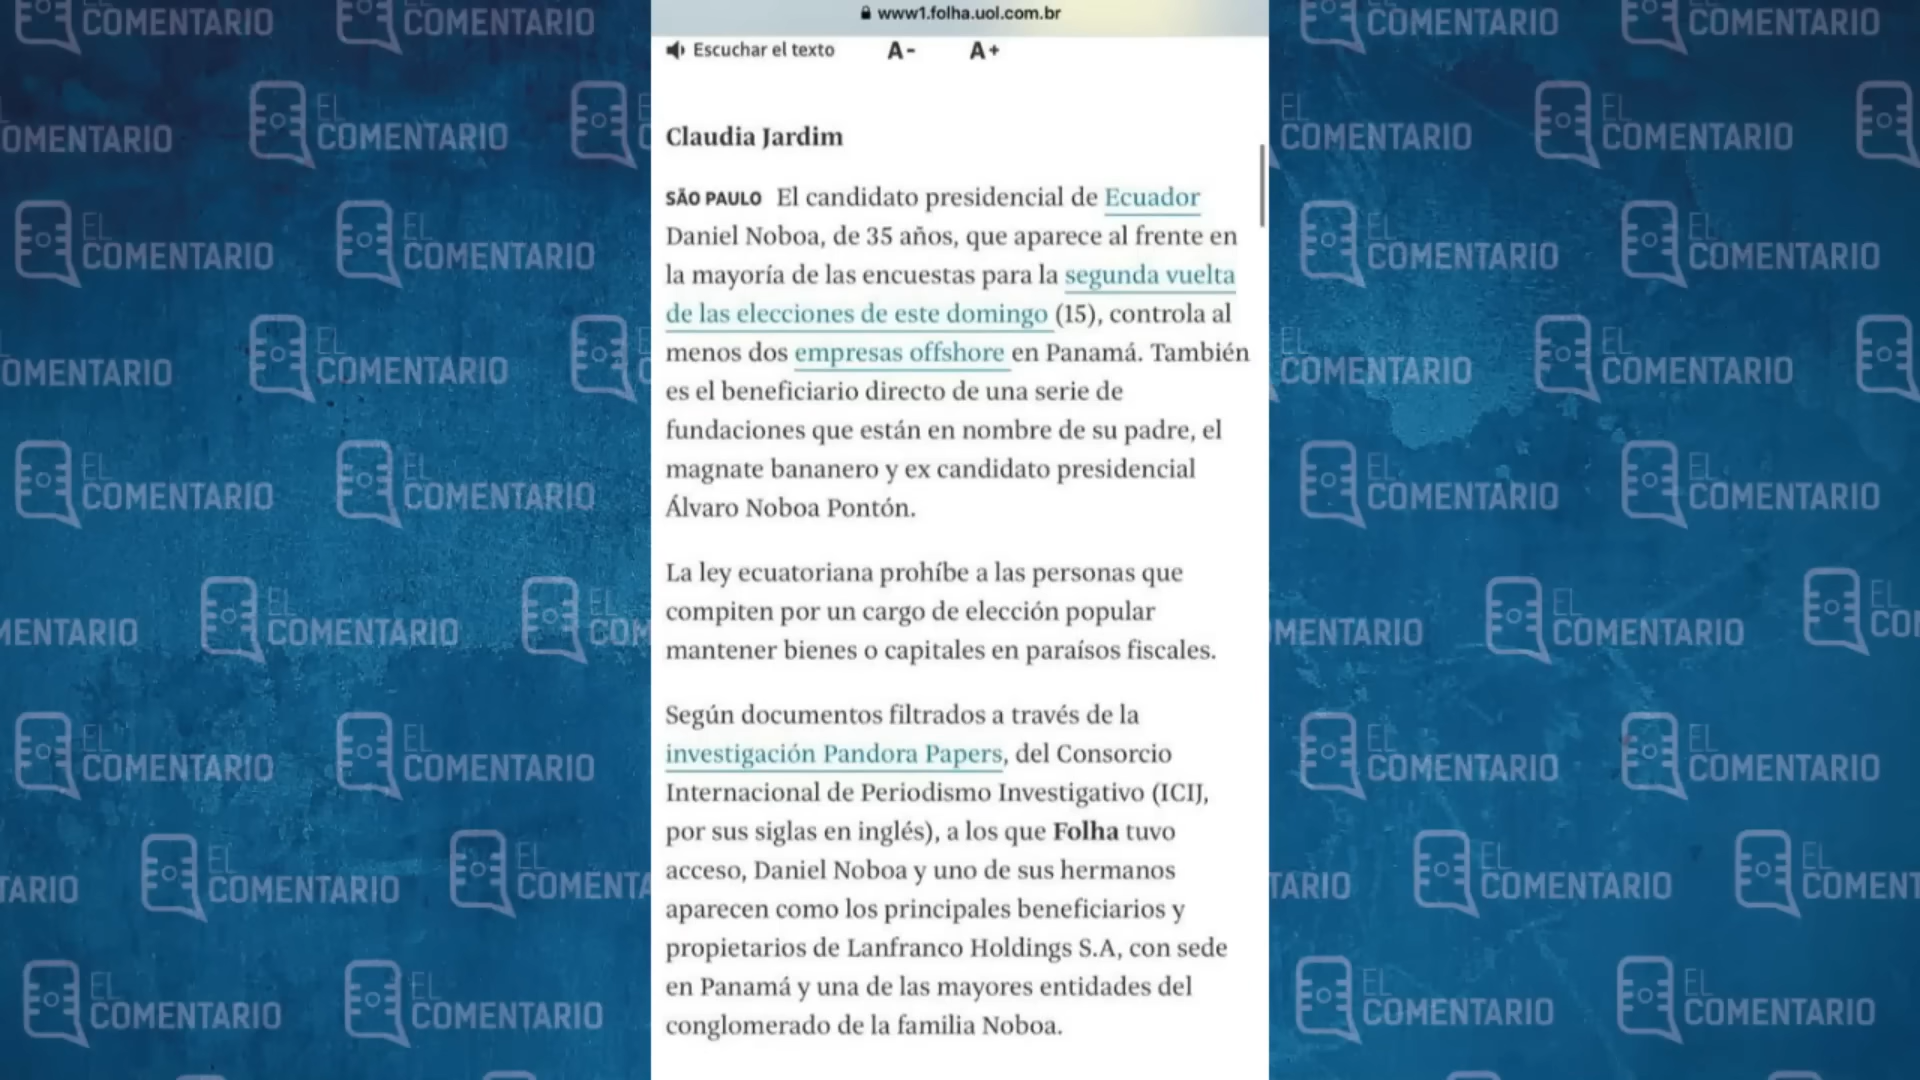 www1.folha.uol.com.br
Escuchar el texto A- A+
Claudia Jardim
SÃO PAULO El candidato presidencial de Ecuador
Daniel Noboa, de 35 años, que aparece al frente en
la mayoría de las encuestas para la segunda vuelta
de las elecciones de este domingo (15), controla al
menos dos empresas offshore en Panamá. También
es el beneficiario directo de una serie de
fundaciones que están en nombre de su padre, el
magnate bananero y ex candidato presidencial
Álvaro Noboa Pontón.
La ley ecuatoriana prohíbe a las personas que
compiten por un cargo de elección popular
mantener bienes o capitales en paraísos fiscales.
Según documentos filtrados a través de la
investigación Pandora Papers, del Consorcio
Internacional de Periodismo Investigativo (ICIJ,
por sus siglas en inglés), a los que Folha tuvo
acceso, Daniel Noboa y uno de sus hermanos
aparecen como los principales beneficiarios y
propietarios de Lanfranco Holdings S.A, con sede
en Panamá y una de las mayores entidades del
conglomerado de la familia Noboa.
EL
COMENTARIO